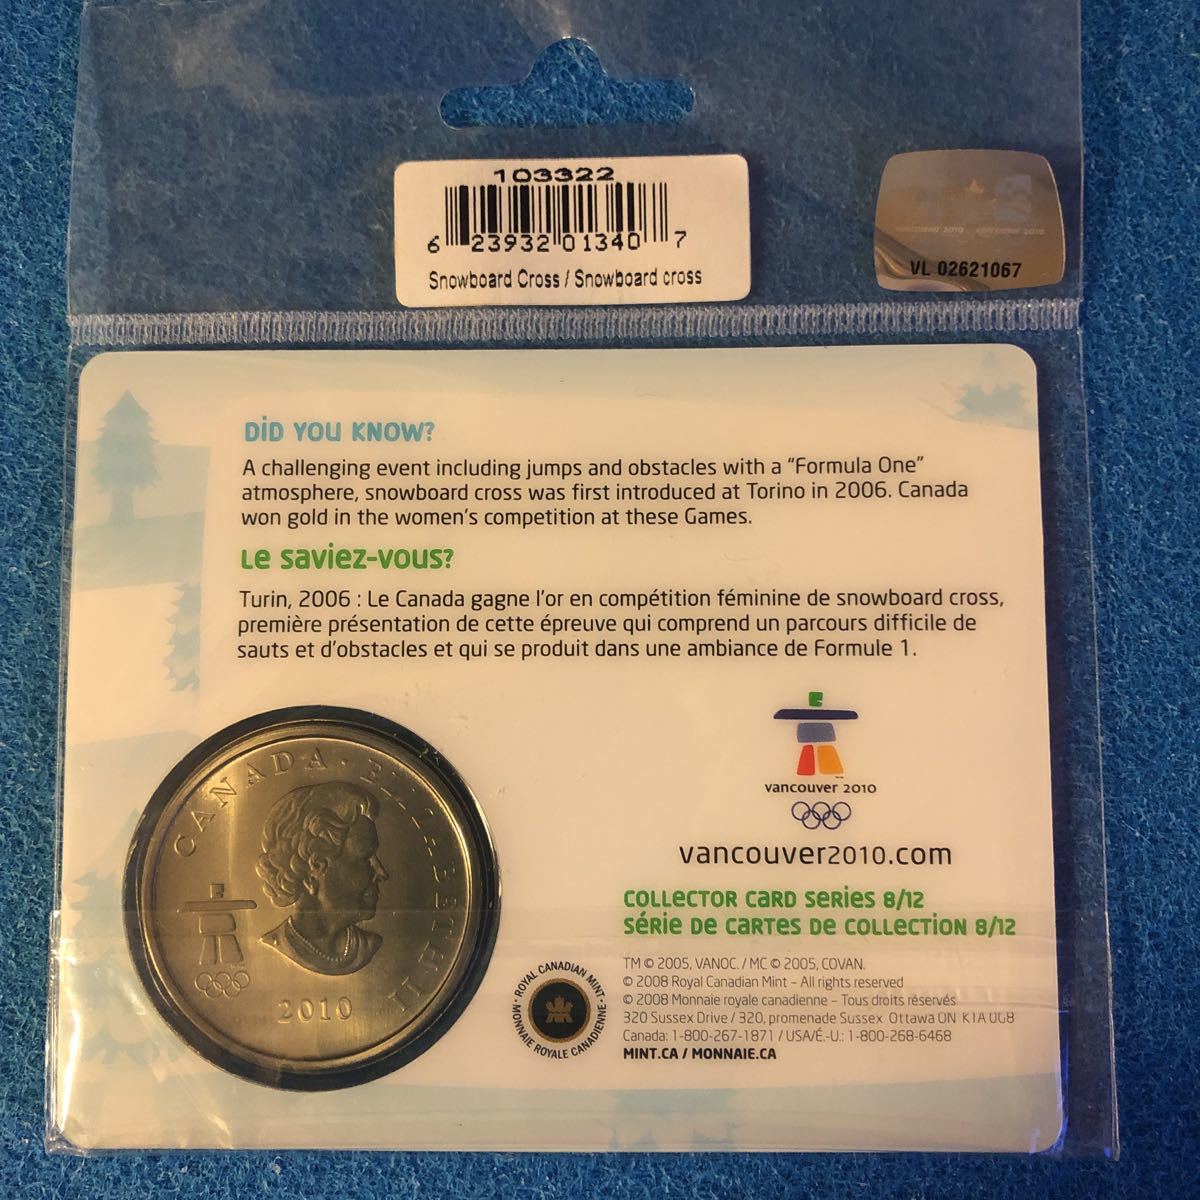 103322
6 23932 01340 7
Snowboard Cross / Snowboard cross
vancouver 2010 vancouver 2010
VL 02621067
DID YOU KNOW?
A challenging event including jumps and obstacles with a "Formula One"
atmosphere, snowboard cross was first introduced at Torino in 2006. Canada
won gold in the women's competition at these Games.
Le saviez-vous?
Turin, 2006 : Le Canada gagne l'or en compétition féminine de snowboard cross,
première présentation de cette épreuve qui comprend un parcours difficile de
sauts et d'obstacles et qui se produit dans une ambiance de Formule 1.
CANADA · ELIZABETH II
2010
vancouver 2010
vancouver2010.com
COLLECTOR CARD SERIES 8/12
SÉRIE DE CARTES DE COLLECTION 8/12
ROYAL CANADIAN MINT · MONNAIE ROYALE CANADIENNE ·
TM © 2005, VANOC. / MC © 2005, COVAN.
© 2008 Royal Canadian Mint – All rights reserved
© 2008 Monnaie royale canadienne – Tous droits réservés
320 Sussex Drive / 320, promenade Sussex Ottawa ON K1A 0G8
Canada: 1-800-267-1871 / USA/É.-U.: 1-800-268-6468
MINT.CA / MONNAIE.CA